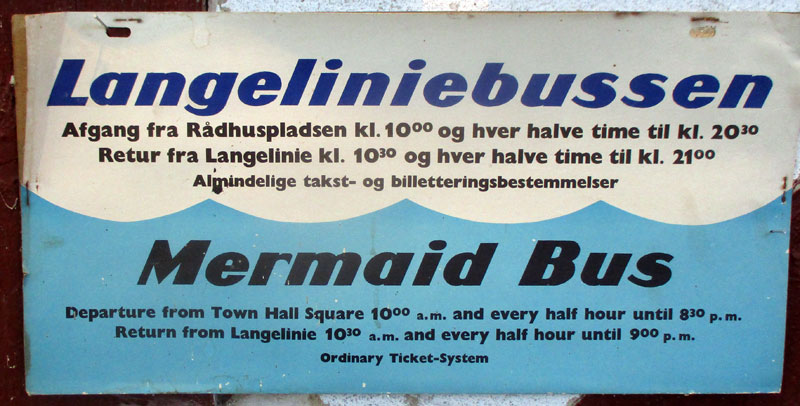 Langeliniebussen
Afgang fra Rådhuspladsen kl. 10⁰⁰ og hver halve time til kl. 20³⁰
Retur fra Langelinie kl. 10³⁰ og hver halve time til kl. 21⁰⁰
Almindelige takst- og billetteringsbestemmelser
Mermaid Bus
Departure from Town Hall Square 10⁰⁰ a.m. and every half hour until 8³⁰ p.m.
Return from Langelinie 10³⁰ a.m. and every half hour until 9⁰⁰ p.m.
Ordinary Ticket-System